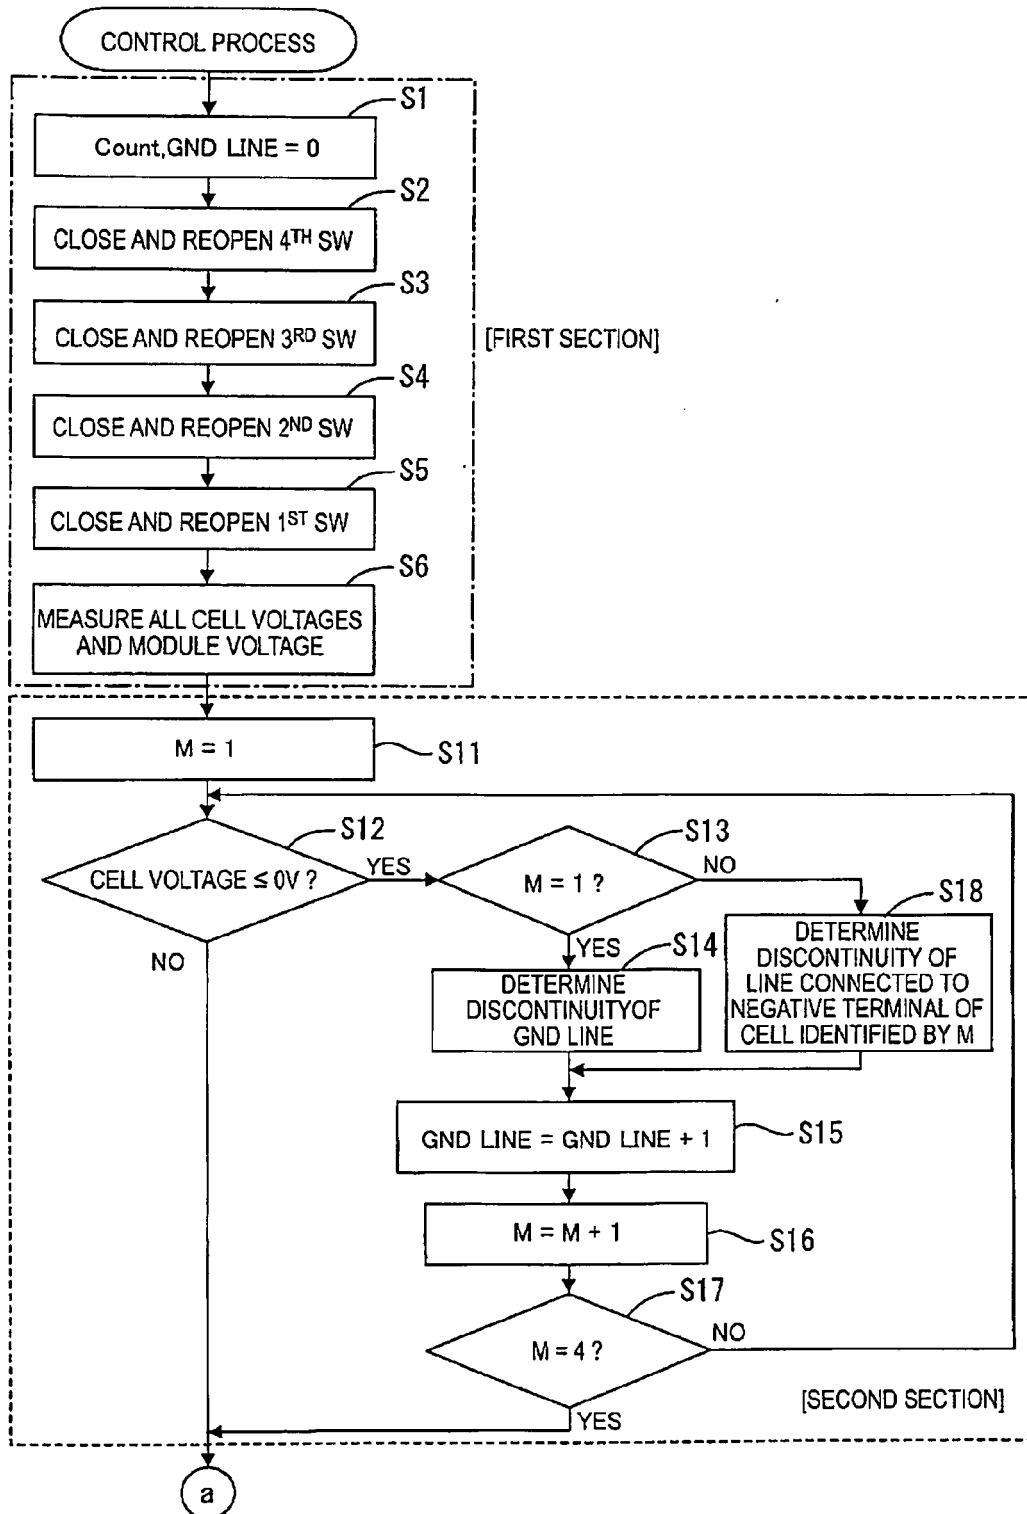 CONTROL PROCESS
S1
Count,GND LINE = 0
S2
CLOSE AND REOPEN 4TH SW
S3
CLOSE AND REOPEN 3RD SW
[FIRST SECTION]
S4
CLOSE AND REOPEN 2ND SW
S5
CLOSE AND REOPEN 1ST SW
S6
MEASURE ALL CELL VOLTAGES
AND MODULE VOLTAGE
M = 1
S11
S12
CELL VOLTAGE ≤ 0V ?
YES
NO
S13
M = 1 ?
NO
YES
S14
DETERMINE
DISCONTINUITY OF
GND LINE
S18
DETERMINE
DISCONTINUITY OF
LINE CONNECTED TO
NEGATIVE TERMINAL OF
CELL IDENTIFIED BY M
GND LINE = GND LINE + 1
S15
M = M + 1
S16
S17
M = 4 ?
NO
YES
[SECOND SECTION]
a